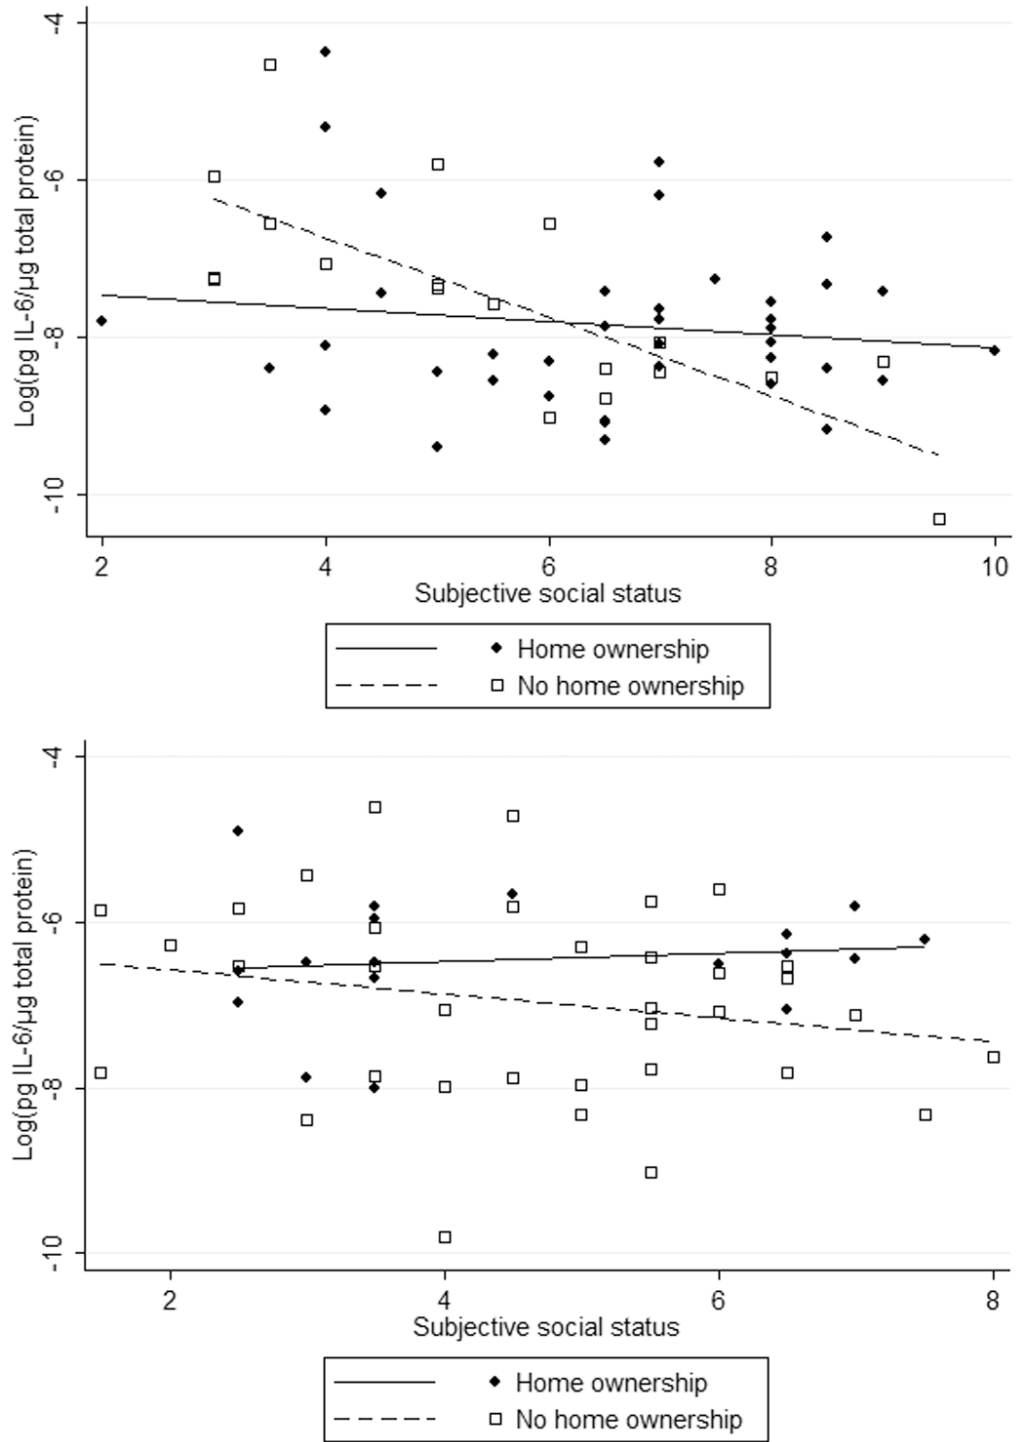 -4
-6
-8
-10
Log(pg IL-6/µg total protein)
2 4 6 8 10
Subjective social status
Home ownership
No home ownership
-4
-6
-8
-10
Log(pg IL-6/µg total protein)
2 4 6 8
Subjective social status
Home ownership
No home ownership